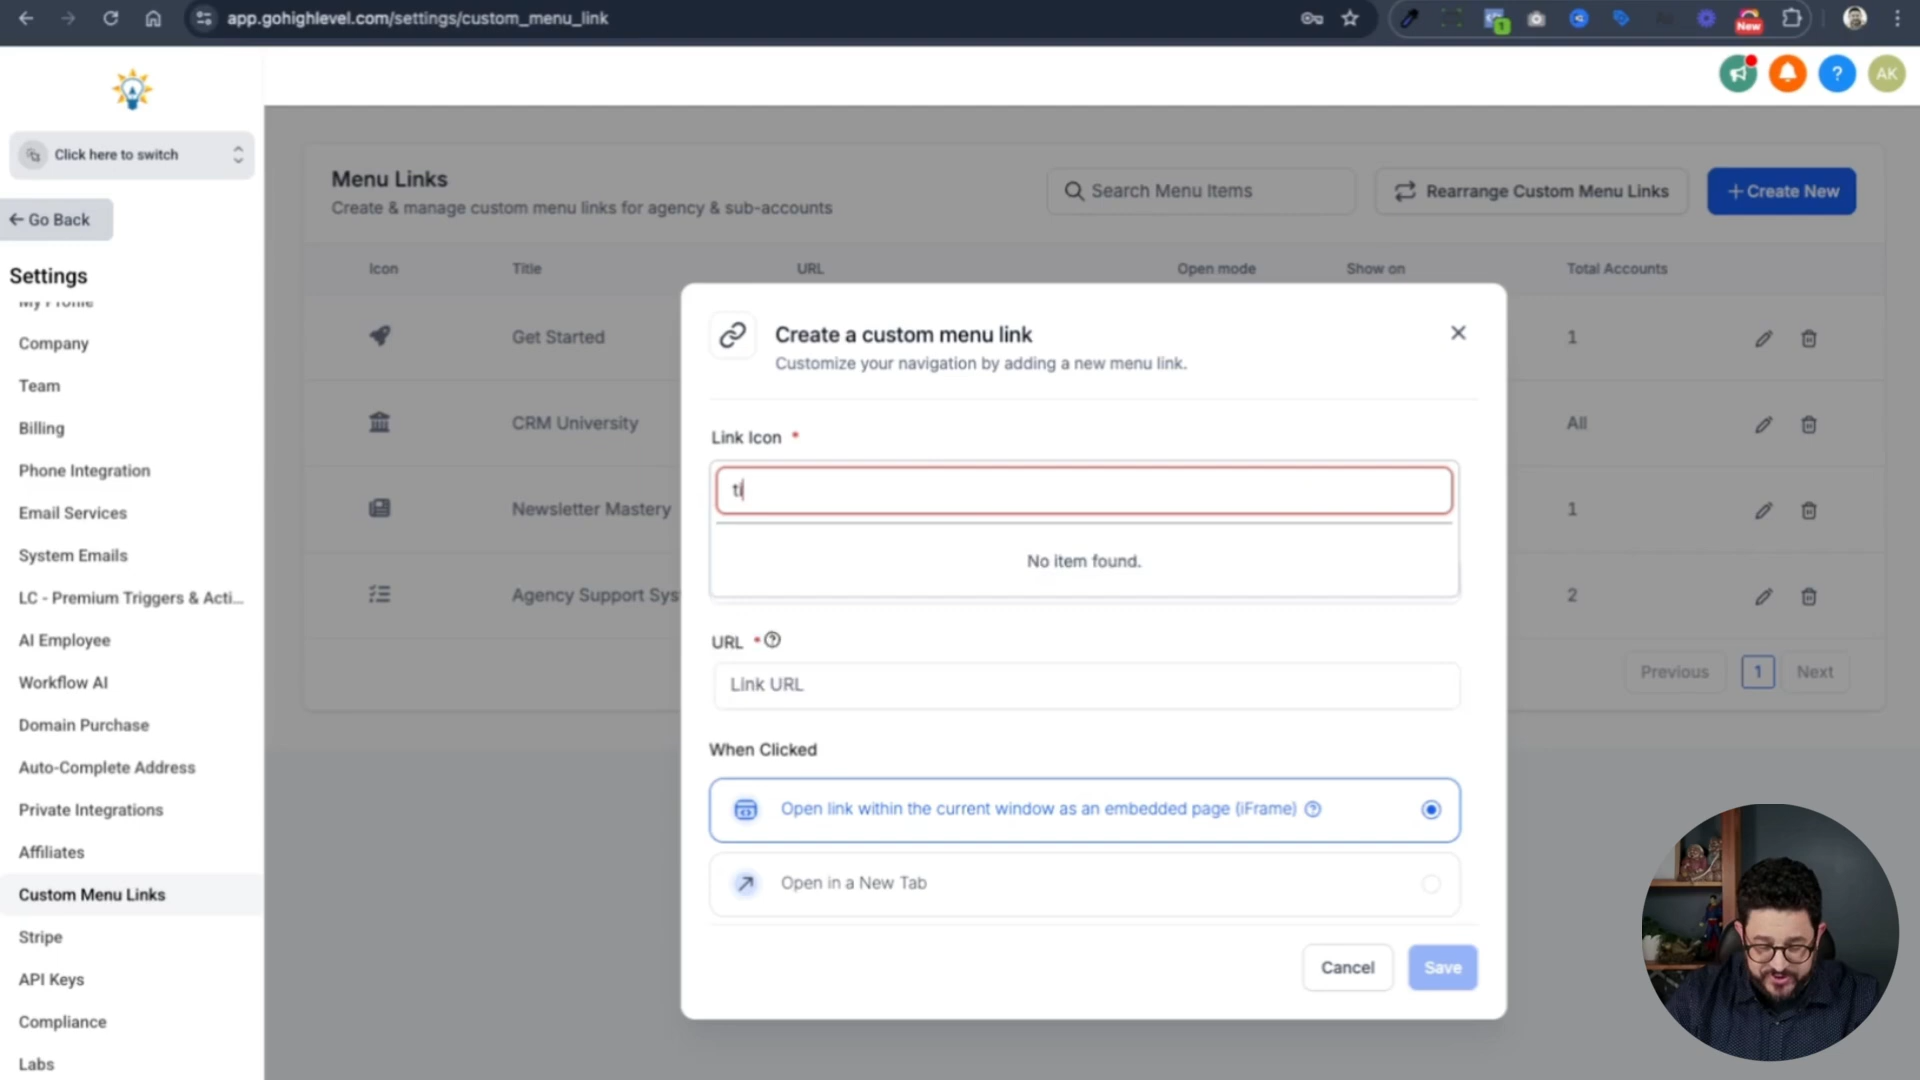 app.gohighlevel.com/settings/custom_menu_link
1
New
AK
Click here to switch
Go Back
Settings
My Profile
Company
Team
Billing
Phone Integration
Email Services
System Emails
LC - Premium Triggers & Acti...
AI Employee
Workflow AI
Domain Purchase
Auto-Complete Address
Private Integrations
Affiliates
Custom Menu Links
Stripe
API Keys
Compliance
Labs
Menu Links
Create & manage custom menu links for agency & sub-accounts
Search Menu Items
Rearrange Custom Menu Links
+ Create New
Icon Title URL Open mode Show on Total Accounts
Get Started 1
CRM University All
Newsletter Mastery 1
Agency Support Sys 2
Previous 1 Next
Create a custom menu link
Customize your navigation by adding a new menu link.
Link Icon *
ti
No item found.
URL *
Link URL
When Clicked
Open link within the current window as an embedded page (iFrame)
Open in a New Tab
Cancel Save